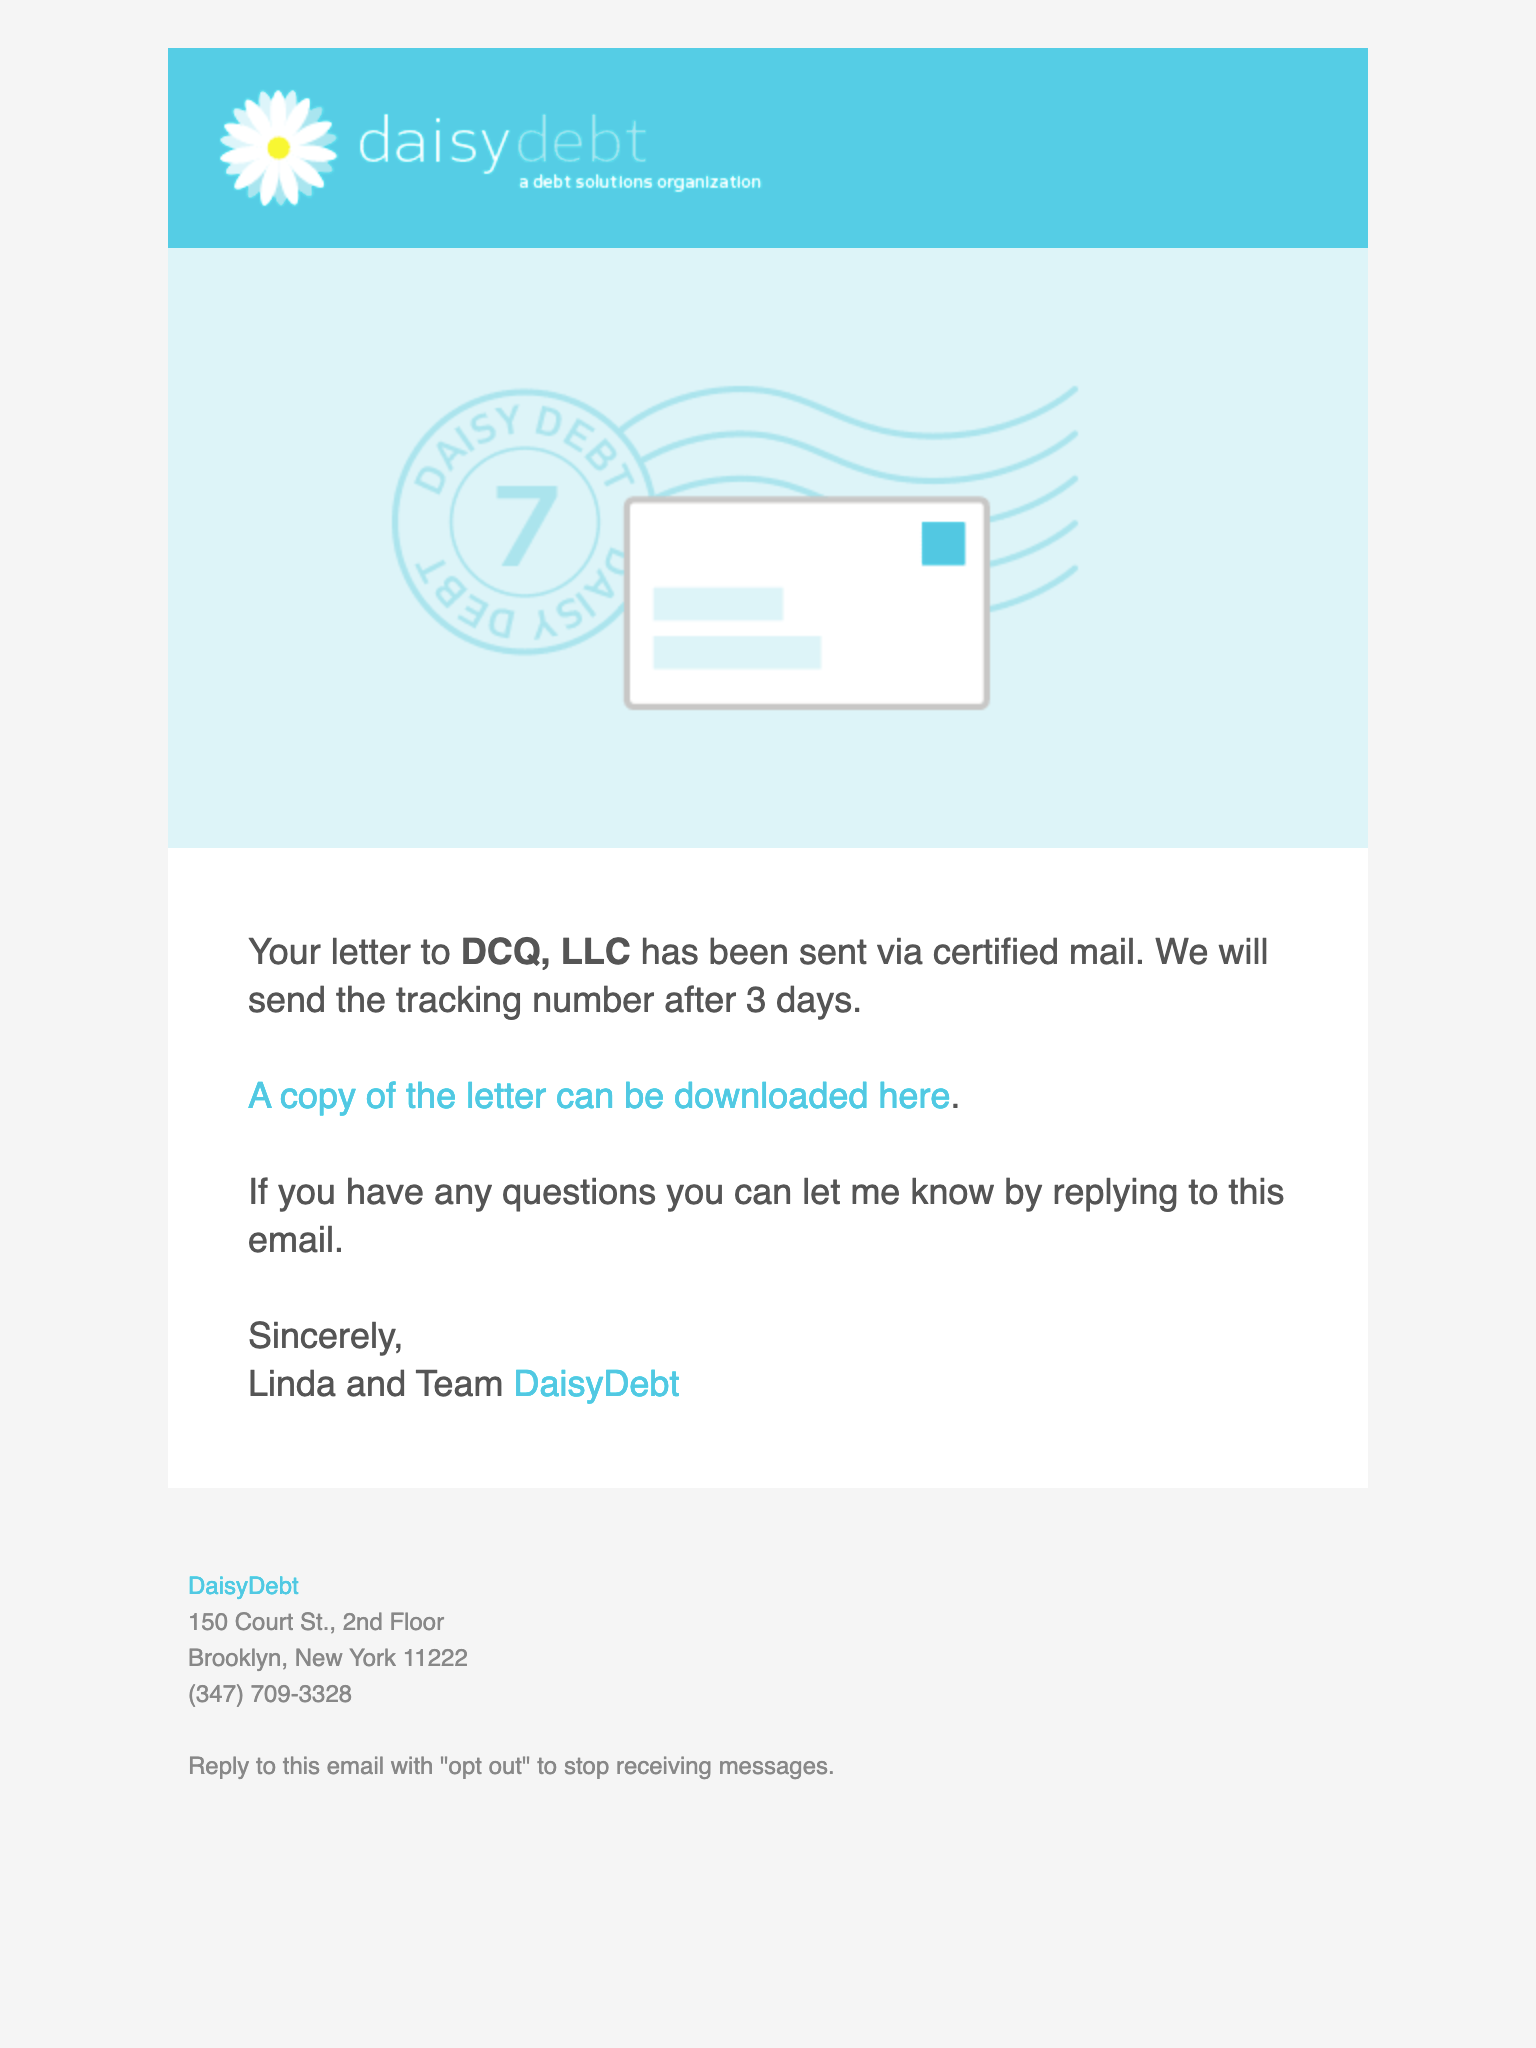 daisydebt
a debt solutions organization
DAISY DEBT
7
DAISY DEBT
Your letter to DCQ, LLC has been sent via certified mail. We will
send the tracking number after 3 days.
A copy of the letter can be downloaded here.
If you have any questions you can let me know by replying to this
email.
Sincerely,
Linda and Team DaisyDebt
DaisyDebt
150 Court St., 2nd Floor
Brooklyn, New York 11222
(347) 709-3328
Reply to this email with "opt out" to stop receiving messages.